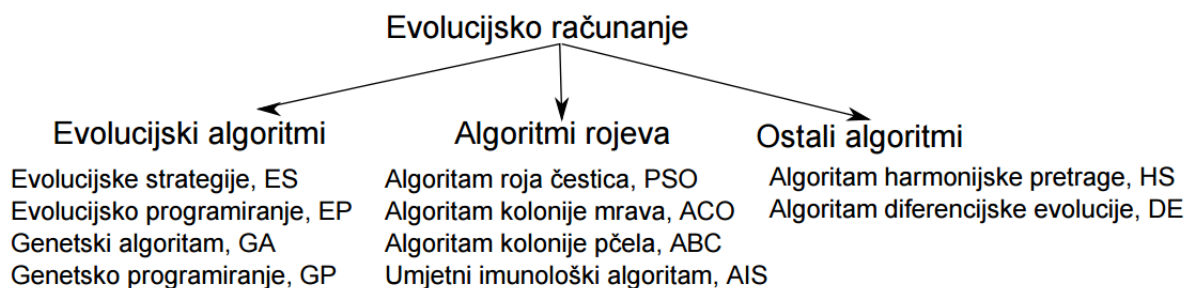 Evolucijsko računanje
Evolucijski algoritmi
Evolucijske strategije, ES
Evolucijsko programiranje, EP
Genetski algoritam, GA
Genetsko programiranje, GP
Algoritmi rojeva
Algoritam roja čestica, PSO
Algoritam kolonije mrava, ACO
Algoritam kolonije pčela, ABC
Umjetni imunološki algoritam, AIS
Ostali algoritmi
Algoritam harmonijske pretrage, HS
Algoritam diferencijske evolucije, DE